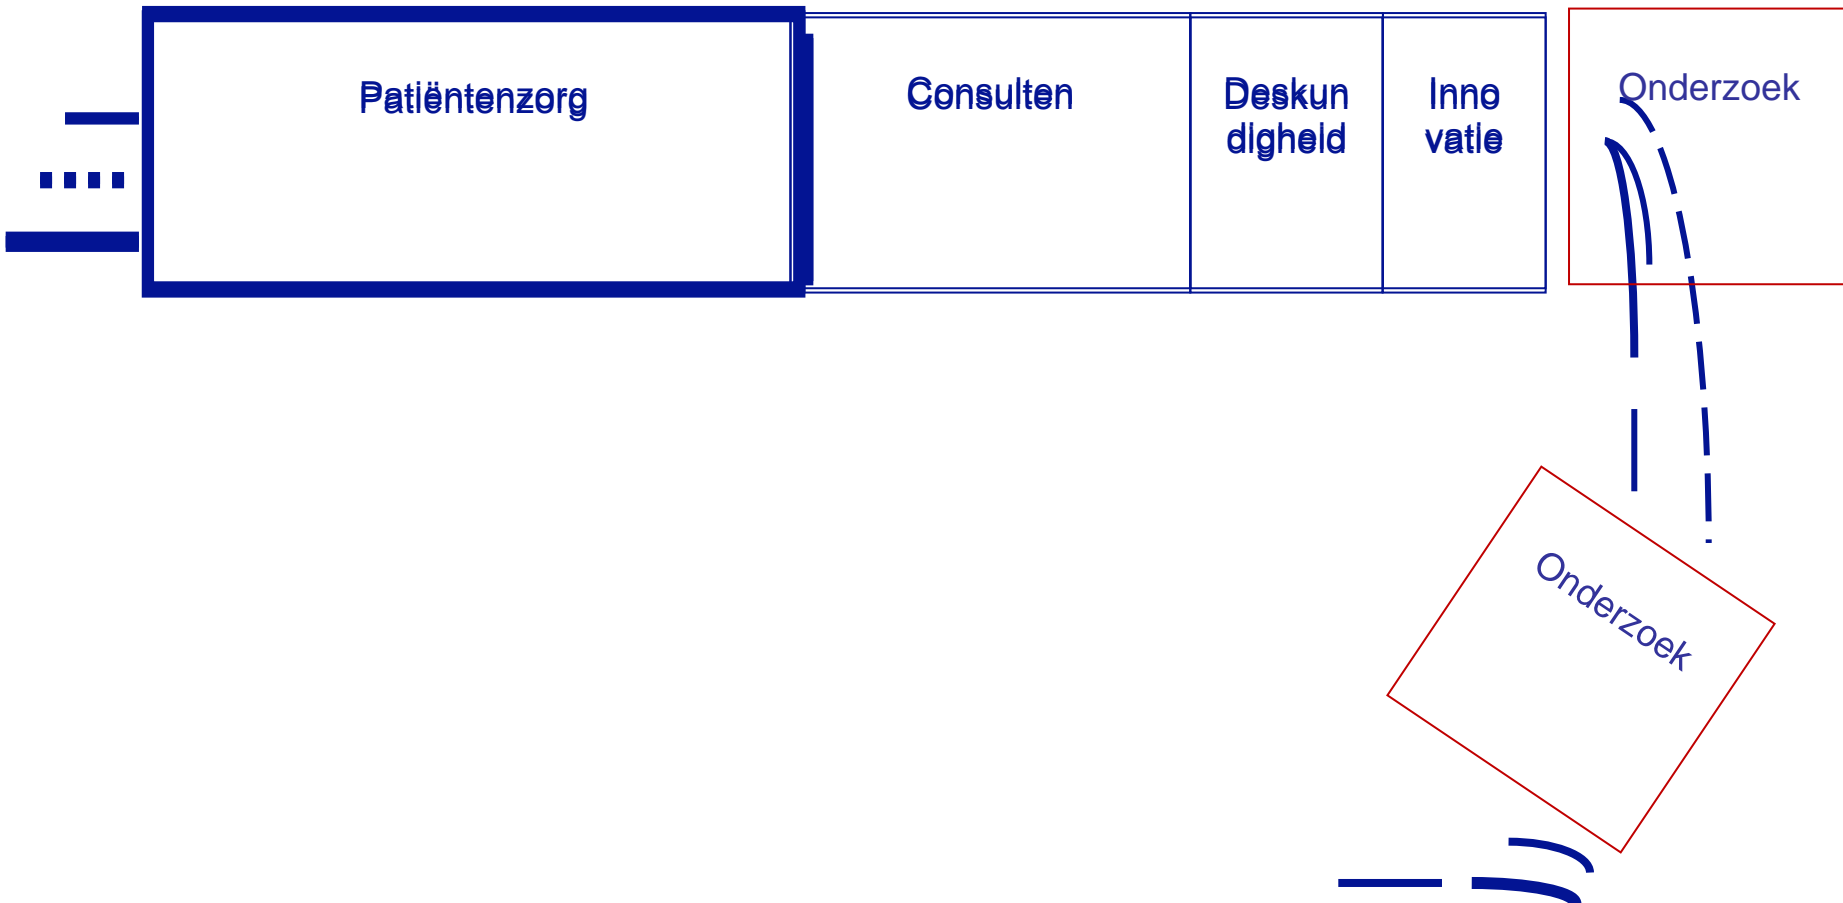 Patiëntenzorg
Consulten
Deskun
digheid
Inno
vatie
Onderzoek
Onderzoek